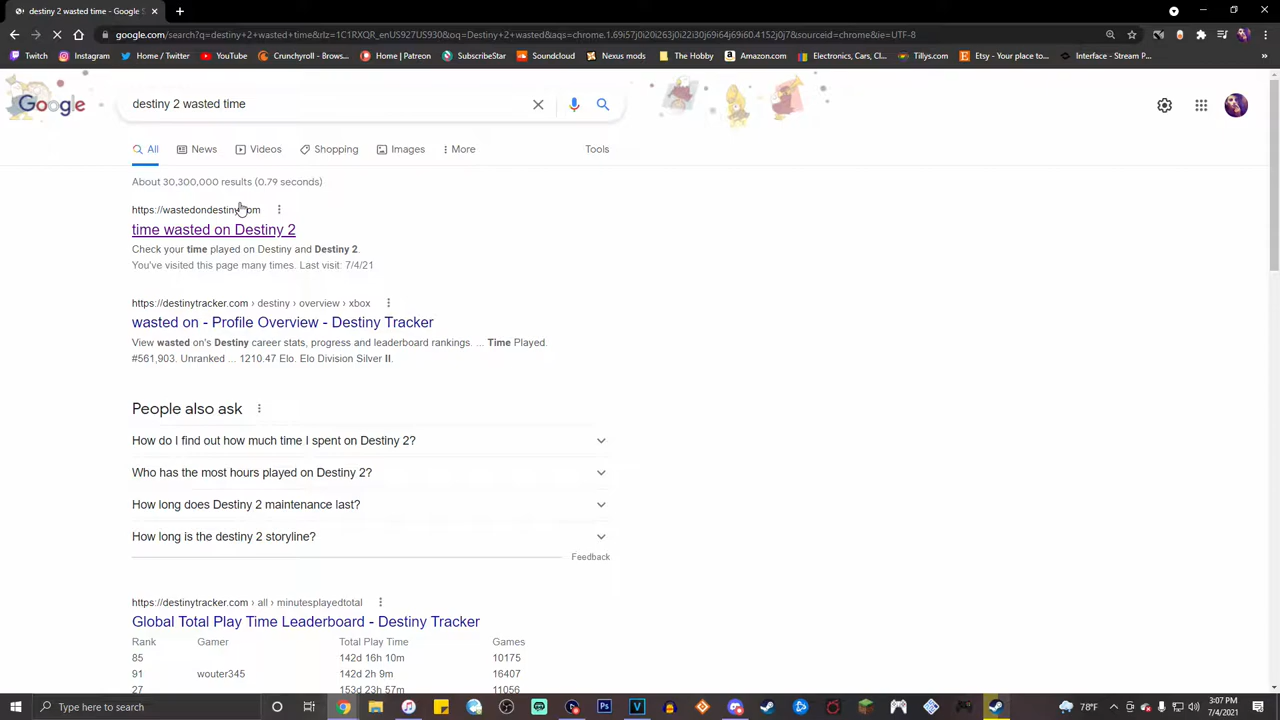 destiny 2 wasted time - Google S
google.com/search?q=destiny+2+wasted+time&rlz=1C1RXQR_enUS927US930&oq=Destiny+2+wasted&aqs=chrome.1.69i57j0i20i263j0i22i30j69i64j69i60.4152j0j7&sourceid=chrome&ie=UTF-8
Twitch Instagram Home / Twitter YouTube Crunchyroll - Brows... Home | Patreon SubscribeStar Nexus mods Soundcloud Etsy The Hobby Amazon.com Tillys.com Interface - Stream P...
Google destiny 2 wasted time
All News Videos Shopping Images More Tools
About 30,300,000 results (0.79 seconds)
https://wastedondestiny.com
time wasted on Destiny 2
Check your time played on Destiny and Destiny 2.
You've visited this page many times. Last visit: 7/4/21
https://destinytracker.com › destiny › overview › xbox
wasted on - Profile Overview - Destiny Tracker
View wasted on's Destiny career stats, progress and leaderboard rankings. ... Time Played.
#561,903. Unranked ... 1210.47 Elo. Elo Division Silver II.
People also ask
How do I find out how much time I spent on Destiny 2?
Who has the most hours played on Destiny 2?
How long does Destiny 2 maintenance last?
How long is the destiny 2 storyline?
Feedback
https://destinytracker.com › all › minutesplayedtotal
Global Total Play Time Leaderboard - Destiny Tracker
Rank Gamer Total Play Time Games
85 142d 16h 10m 10175
91 wouter345 142d 2h 9m 16407
27 153d 23h 57m 11056
Type here to search
78°F
3:07 PM
7/4/2021